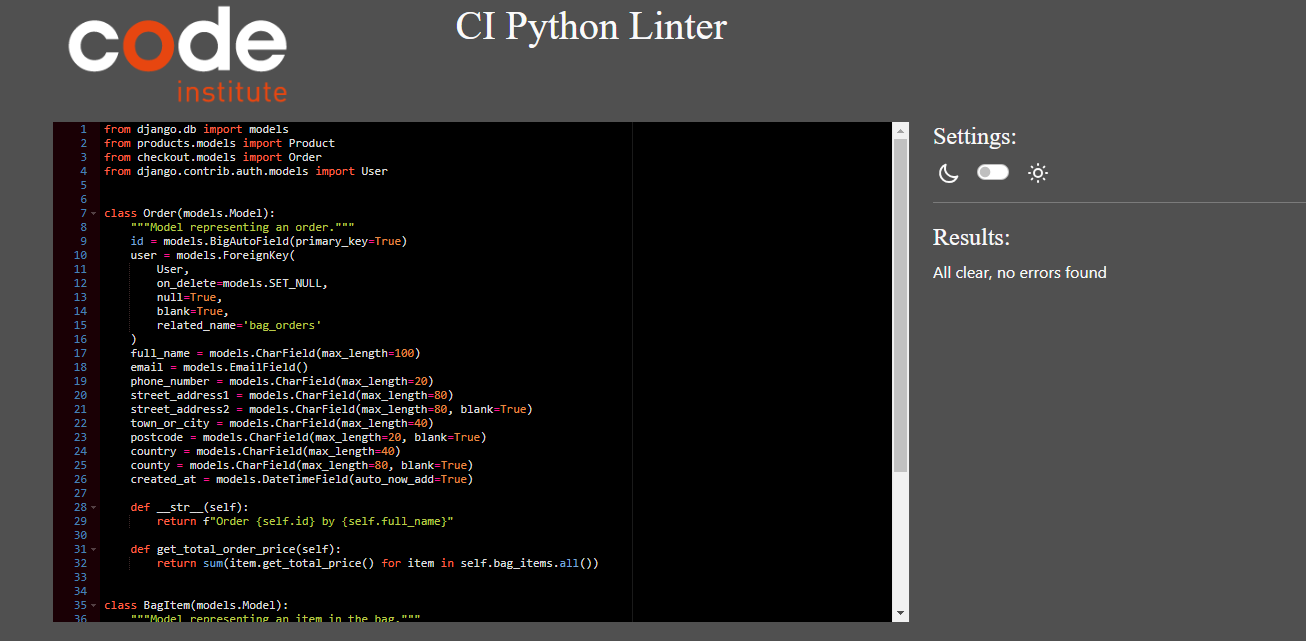 code
institute
CI Python Linter
1 from django.db import models
2 from products.models import Product
3 from checkout.models import Order
4 from django.contrib.auth.models import User
5
6
7 class Order(models.Model):
8     """Model representing an order."""
9     id = models.BigAutoField(primary_key=True)
10     user = models.ForeignKey(
11         User,
12         on_delete=models.SET_NULL,
13         null=True,
14         blank=True,
15         related_name='bag_orders'
16     )
17     full_name = models.CharField(max_length=100)
18     email = models.EmailField()
19     phone_number = models.CharField(max_length=20)
20     street_address1 = models.CharField(max_length=80)
21     street_address2 = models.CharField(max_length=80, blank=True)
22     town_or_city = models.CharField(max_length=40)
23     postcode = models.CharField(max_length=20, blank=True)
24     country = models.CharField(max_length=40)
25     county = models.CharField(max_length=80, blank=True)
26     created_at = models.DateTimeField(auto_now_add=True)
27
28     def __str__(self):
29         return f"Order {self.id} by {self.full_name}"
30
31     def get_total_order_price(self):
32         return sum(item.get_total_price() for item in self.bag_items.all())
33
34
35 class BagItem(models.Model):
36     """Model representing an item in the bag."""
Settings:
Results:
All clear, no errors found